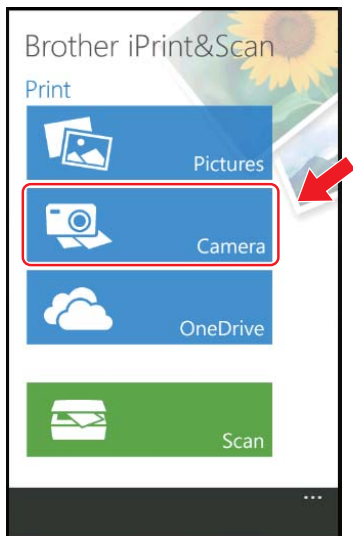 Brother iPrint&Scan
Print
Pictures
Camera
OneDrive
Scan
...